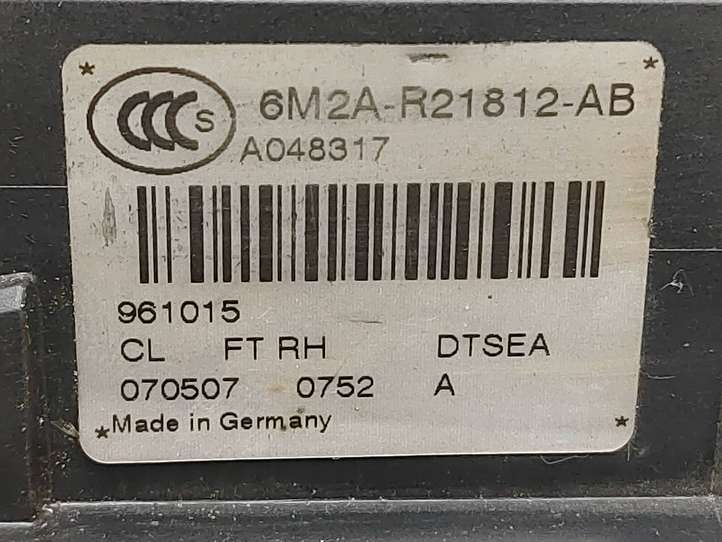 * CCC S 6M2A-R21812-AB *
A048317
961015
CL FT RH DTSEA
070507 0752 A
*Made in Germany *